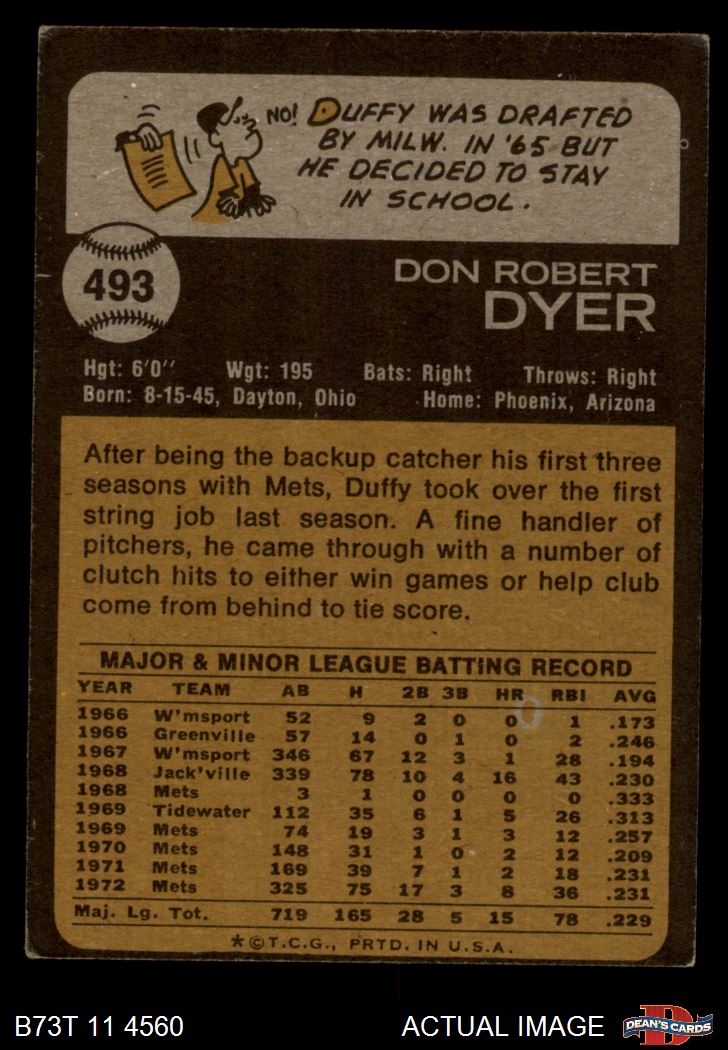 NO! DUFFY WAS DRAFTED
BY MILW. IN '65 BUT
HE DECIDED TO STAY
IN SCHOOL.
493
DON ROBERT
DYER
Hgt: 6'0'' Wgt: 195 Bats: Right Throws: Right
Born: 8-15-45, Dayton, Ohio Home: Phoenix, Arizona
After being the backup catcher his first three
seasons with Mets, Duffy took over the first
string job last season. A fine handler of
pitchers, he came through with a number of
clutch hits to either win games or help club
come from behind to tie score.
MAJOR & MINOR LEAGUE BATTING RECORD
YEAR TEAM AB H 2B 3B HR RBI AVG
1966 W'msport 52 9 2 0 0 1 .173
1966 Greenville 57 14 0 1 0 2 .246
1967 W'msport 346 67 12 3 1 28 .194
1968 Jack'ville 339 78 10 4 16 43 .230
1968 Mets 3 1 0 0 0 0 .333
1969 Tidewater 112 35 6 1 5 26 .313
1969 Mets 74 19 3 1 3 12 .257
1970 Mets 148 31 1 0 2 12 .209
1971 Mets 169 39 7 1 2 18 .231
1972 Mets 325 75 17 3 8 36 .231
Maj. Lg. Tot. 719 165 28 5 15 78 .229
*©T.C.G., PRTD. IN U.S.A.
B73T 11 4560 ACTUAL IMAGE DEAN'S CARDS